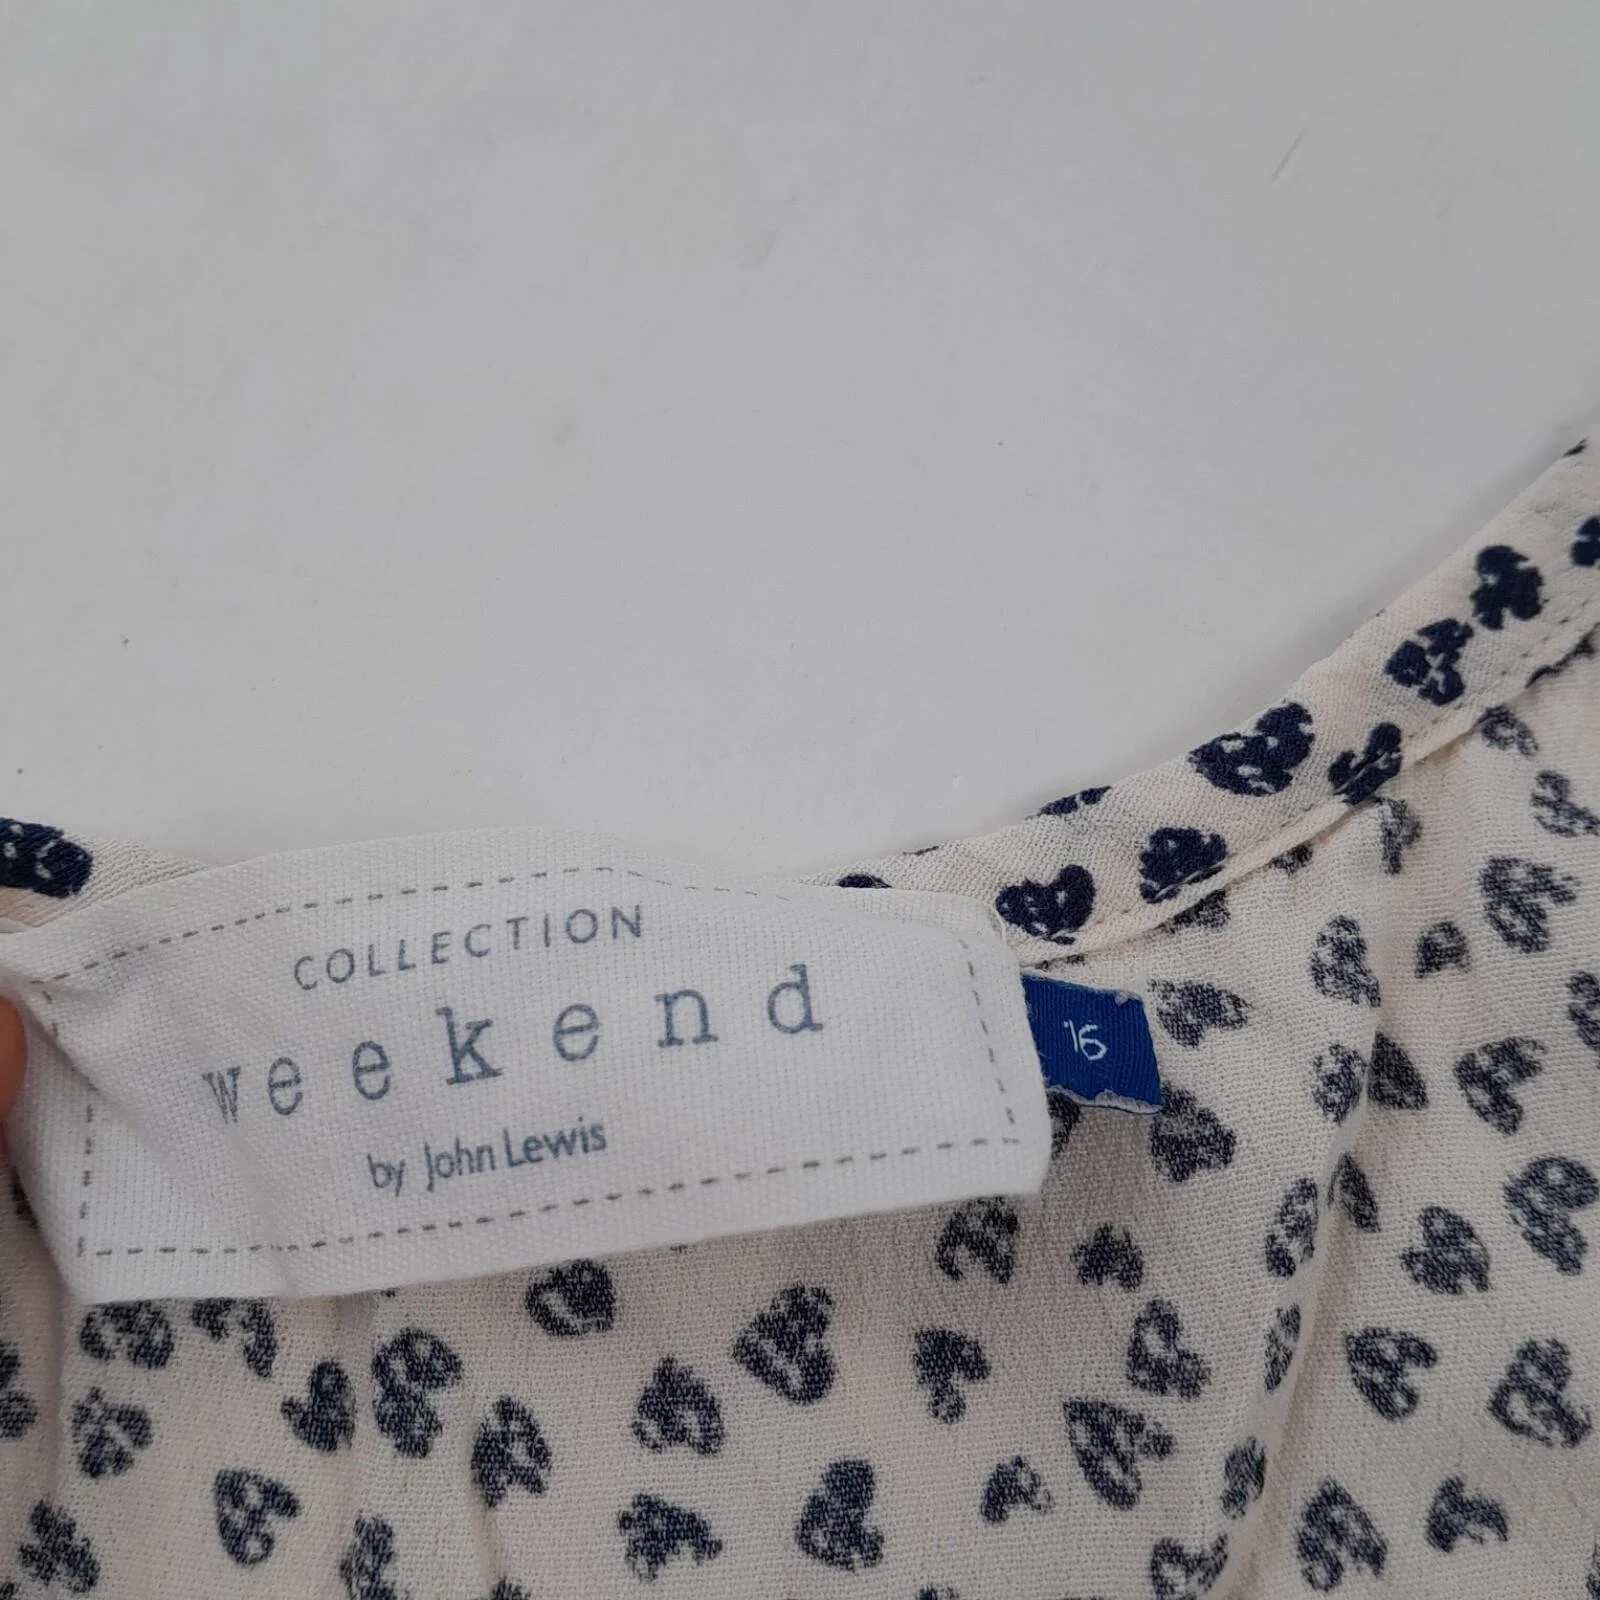 COLLECTION
weekend
by John Lewis
16